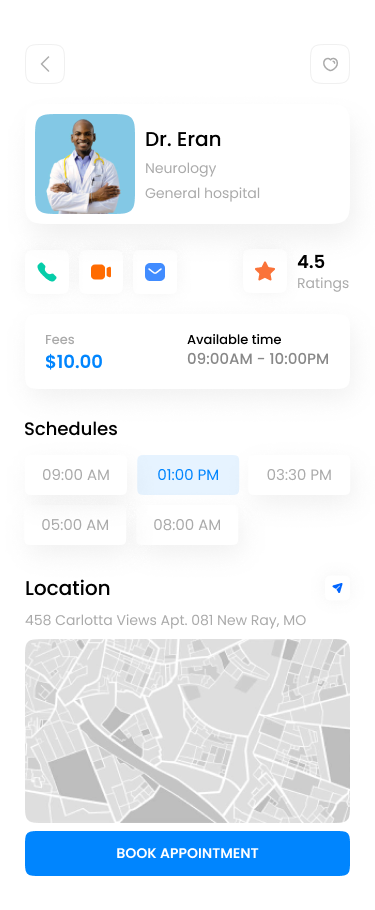 Dr. Eran
Neurology
General hospital
4.5
Ratings
Fees
$10.00
Available time
09:00AM - 10:00PM
Schedules
09:00 AM
01:00 PM
03:30 PM
05:00 AM
08:00 AM
Location
458 Carlotta Views Apt. 081 New Ray, MO
BOOK APPOINTMENT